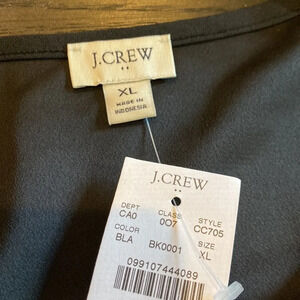 J.CREW
XL
MADE IN
INDONESIA
J.CREW
DEPT CLASS STYLE
CA0 007 CC705
COLOR SIZE
BLA BK0001 XL
099107444089